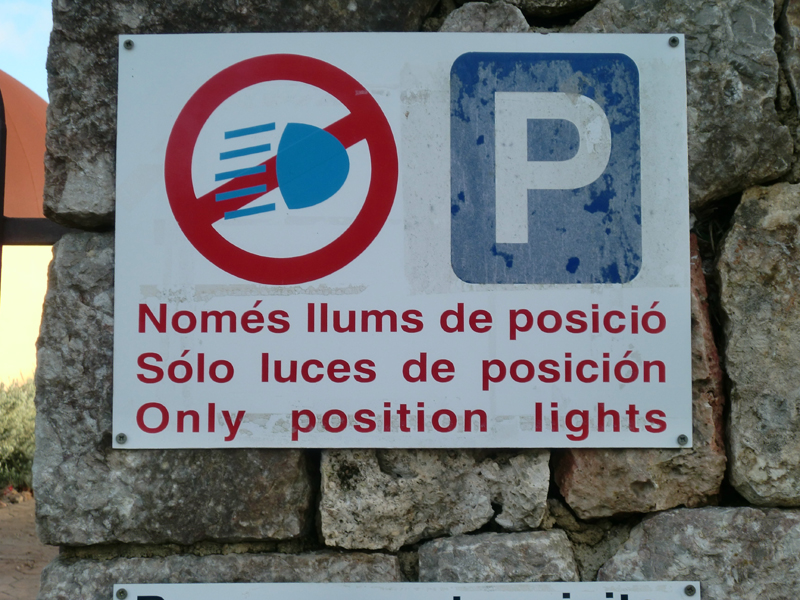 P
Només llums de posició
Sólo luces de posición
Only position lights